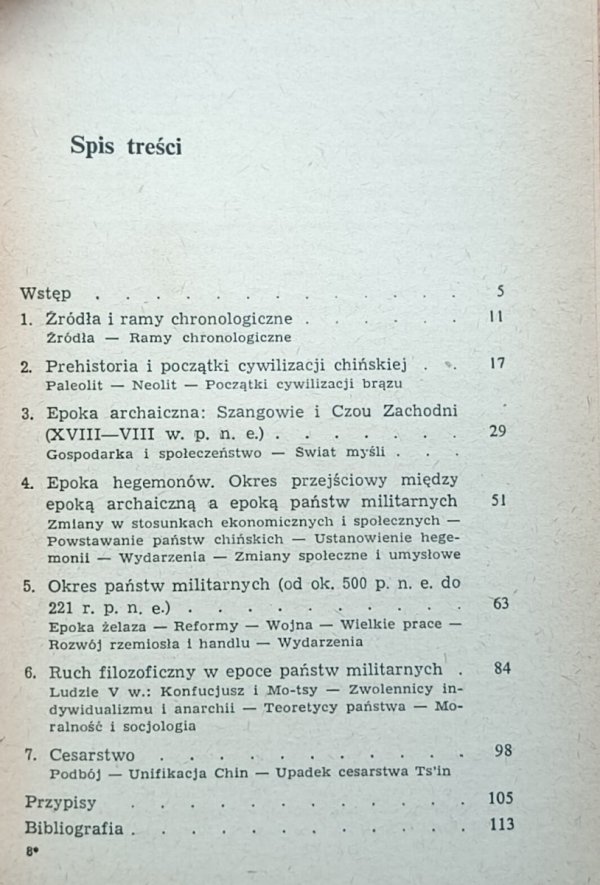 Spis treści
Wstęp . . . . . . . . . . . . 5
1. Źródła i ramy chronologiczne . . . . . . 11
Źródła — Ramy chronologiczne
2. Prehistoria i początki cywilizacji chińskiej . . 17
Paleolit — Neolit — Początki cywilizacji brązu
3. Epoka archaiczna: Szangowie i Czou Zachodni
(XVIII—VIII w. p. n. e.) . . . . . . . 29
Gospodarka i społeczeństwo — Świat myśli . . .
4. Epoka hegemonów. Okres przejściowy między
epoką archaiczną a epoką państw militarnych 51
Zmiany w stosunkach ekonomicznych i społecznych —
Powstawanie państw chińskich — Ustanowienie hege-
monii — Wydarzenia — Zmiany społeczne i umysłowe
5. Okres państw militarnych (od ok. 500 p. n. e. do
221 r. p. n. e.) . . . . . . . . . . 63
Epoka żelaza — Reformy — Wojna — Wielkie prace —
Rozwój rzemiosła i handlu — Wydarzenia
6. Ruch filozoficzny w epoce państw militarnych . 84
Ludzie V w.: Konfucjusz i Mo-tsy — Zwolennicy in-
dywidualizmu i anarchii — Teoretycy państwa — Mo-
ralność i socjologia
7. Cesarstwo . . . . . . . . . . . 98
Podbój — Unifikacja Chin — Upadek cesarstwa Ts'in
Przypisy . . . . . . . . . . . 105
Bibliografia . . . . . . . . . . . 113
8*